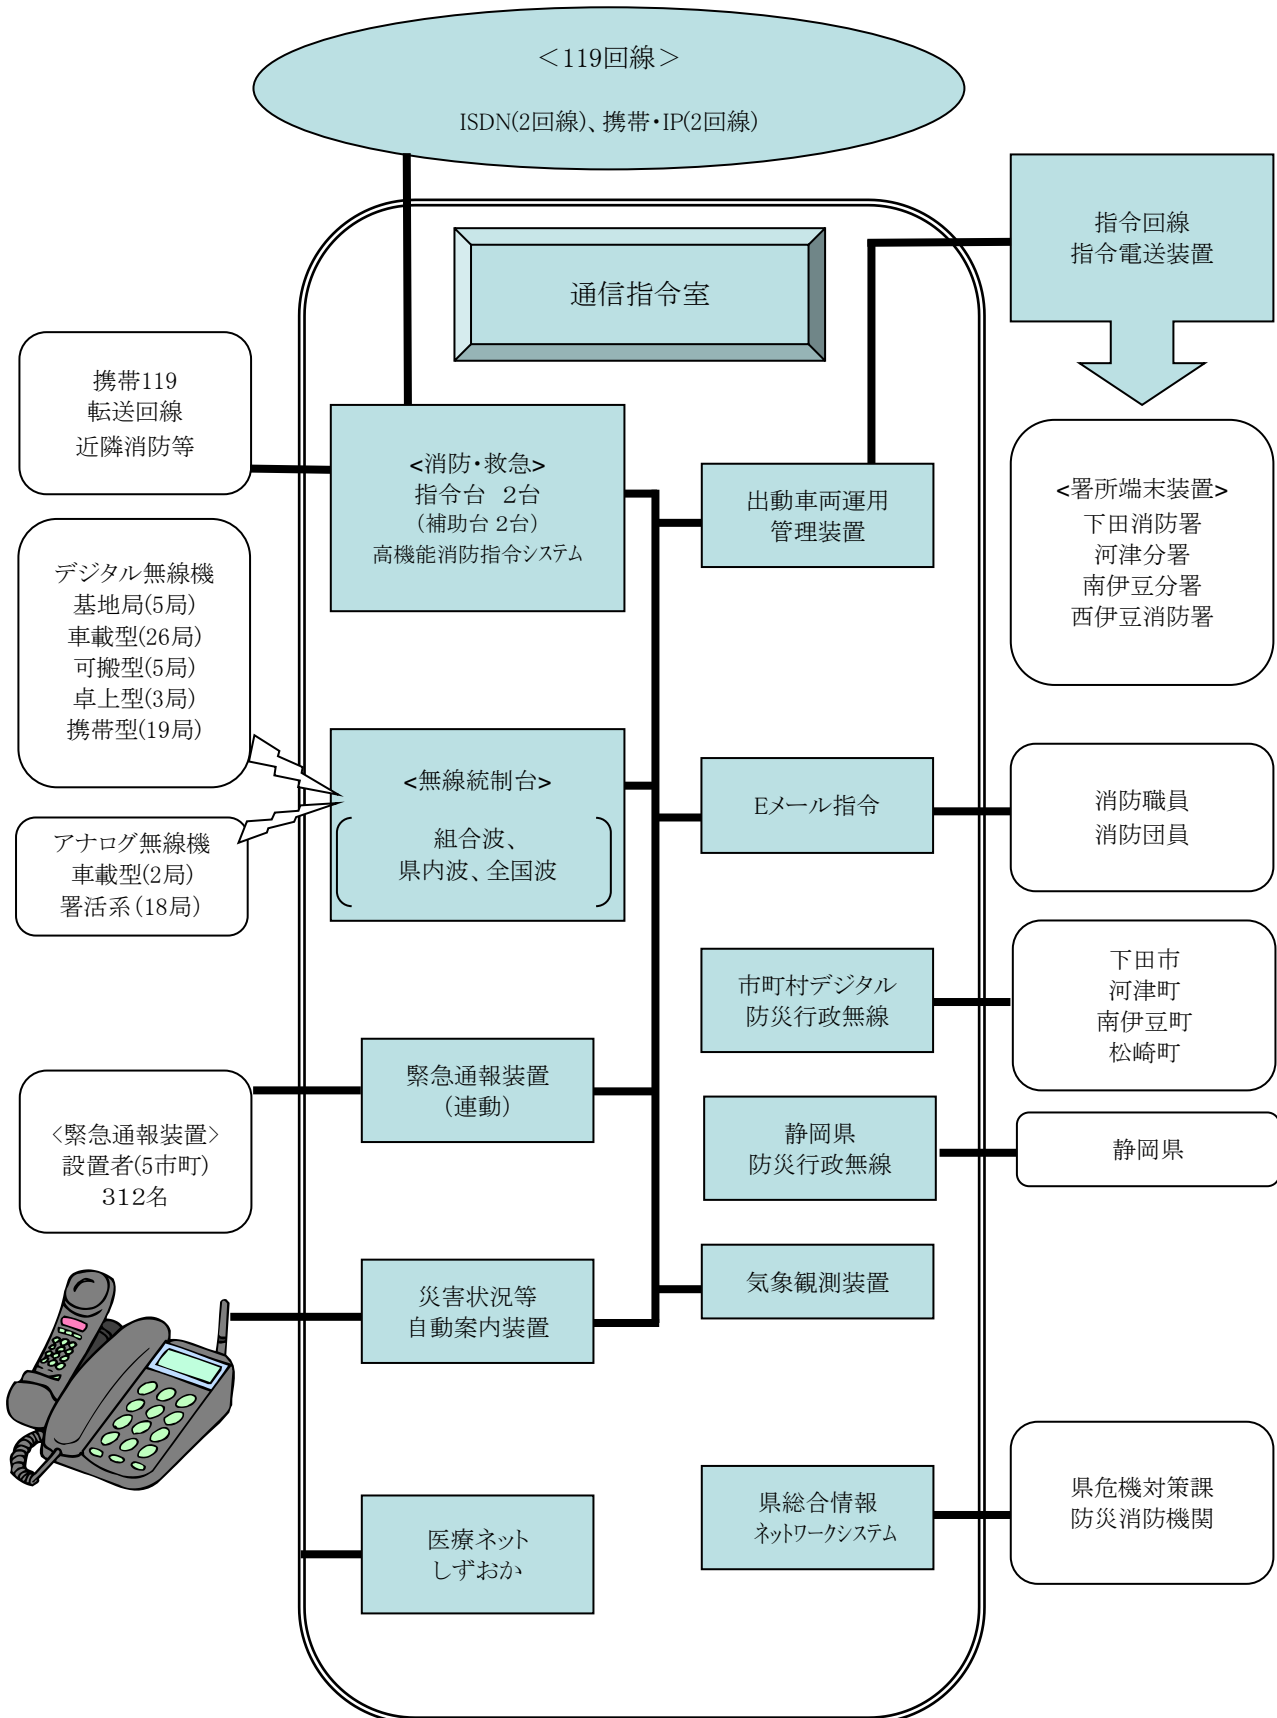 ＜119回線＞
ISDN(2回線)、携帯・IP(2回線)
通信指令室
指令回線
指令電送装置
携帯119
転送回線
近隣消防等
<消防・救急>
指令台　2台
（補助台 2台）
高機能消防指令システム
出動車両運用
管理装置
<署所端末装置>
下田消防署
河津分署
南伊豆分署
西伊豆消防署
デジタル無線機
基地局(5局)
車載型(26局)
可搬型(5局)
卓上型(3局)
携帯型(19局)
<無線統制台>
組合波、
県内波、全国波
Eメール指令
消防職員
消防団員
アナログ無線機
車載型(2局)
署活系(18局)
市町村デジタル
防災行政無線
下田市
河津町
南伊豆町
松崎町
緊急通報装置
（連動）
静岡県
防災行政無線
静岡県
〈緊急通報装置〉
設置者(5市町)
312名
災害状況等
自動案内装置
気象観測装置
県総合情報
ネットワークシステム
県危機対策課
防災消防機関
医療ネット
しずおか